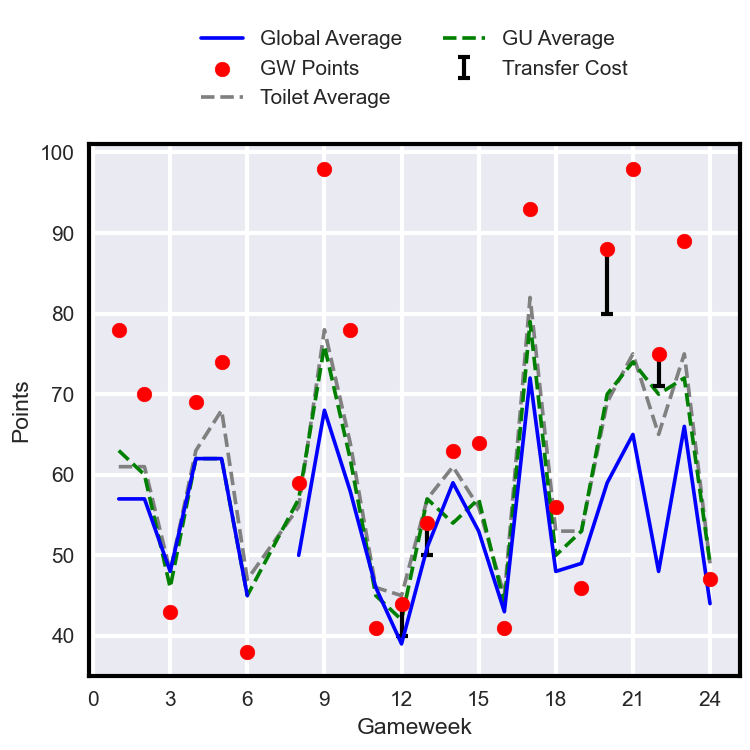 Global Average
GU Average
GW Points
Transfer Cost
Toilet Average
100
90
80
70
60
50
40
Points
0 3 6 9 12 15 18 21 24
Gameweek